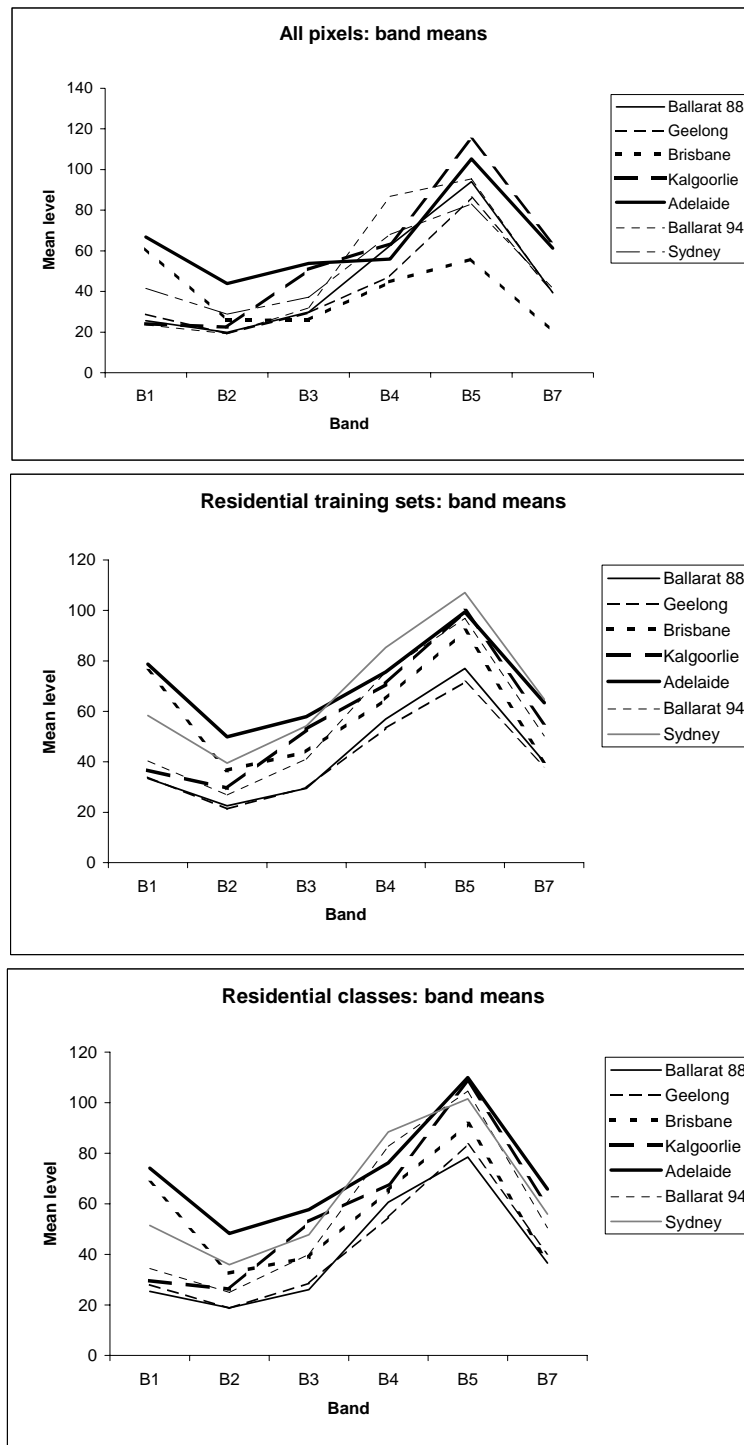 All pixels: band means
140
120
100
80
60
40
20
0
Mean level
B1 B2 B3 B4 B5 B7
Band
Ballarat 88
Geelong
Brisbane
Kalgoorlie
Adelaide
Ballarat 94
Sydney
Residential training sets: band means
120
100
80
60
40
20
0
Mean level
B1 B2 B3 B4 B5 B7
Band
Ballarat 88
Geelong
Brisbane
Kalgoorlie
Adelaide
Ballarat 94
Sydney
Residential classes: band means
120
100
80
60
40
20
0
Mean level
B1 B2 B3 B4 B5 B7
Band
Ballarat 88
Geelong
Brisbane
Kalgoorlie
Adelaide
Ballarat 94
Sydney